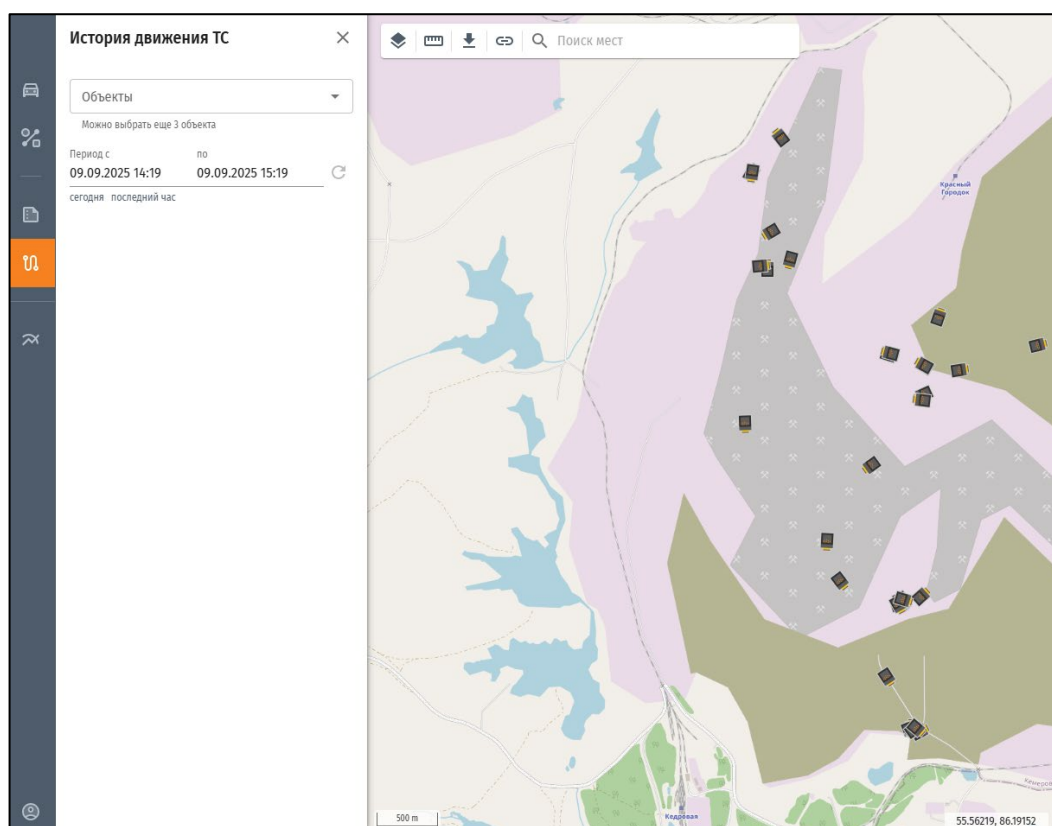 История движения ТС
Поиск мест
Объекты
Можно выбрать еще 3 объекта
Период с
по
09.09.2025 14:19
09.09.2025 15:19
сегодня
последний час
Красный
Городок
Кедровая
500 m
55.56219, 86.19152